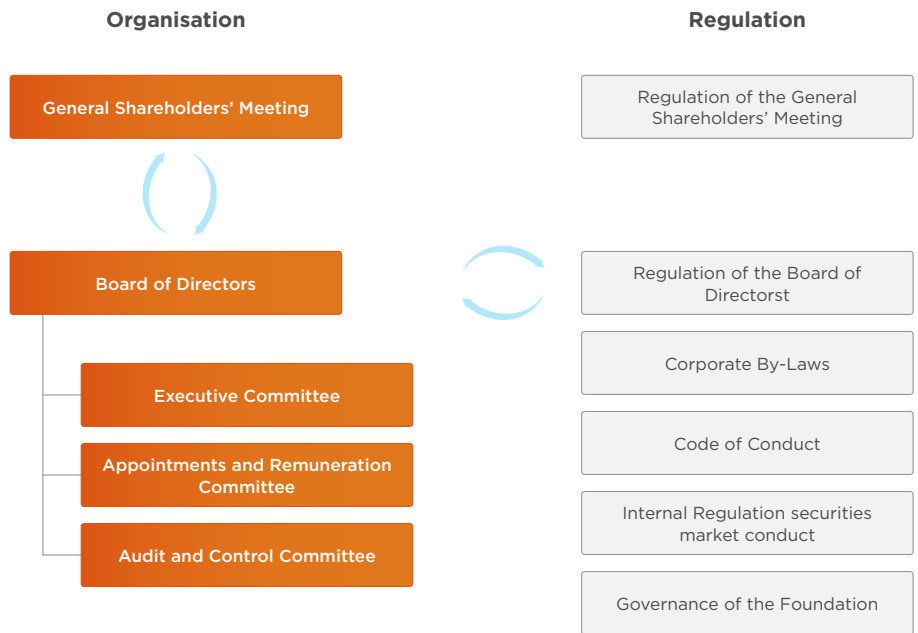 Organisation
Regulation
General Shareholders' Meeting
Regulation of the General
Shareholders' Meeting
Board of Directors
Regulation of the Board of
Directorst
Executive Committee
Corporate By-Laws
Appointments and Remuneration
Committee
Code of Conduct
Audit and Control Committee
Internal Regulation securities
market conduct
Governance of the Foundation